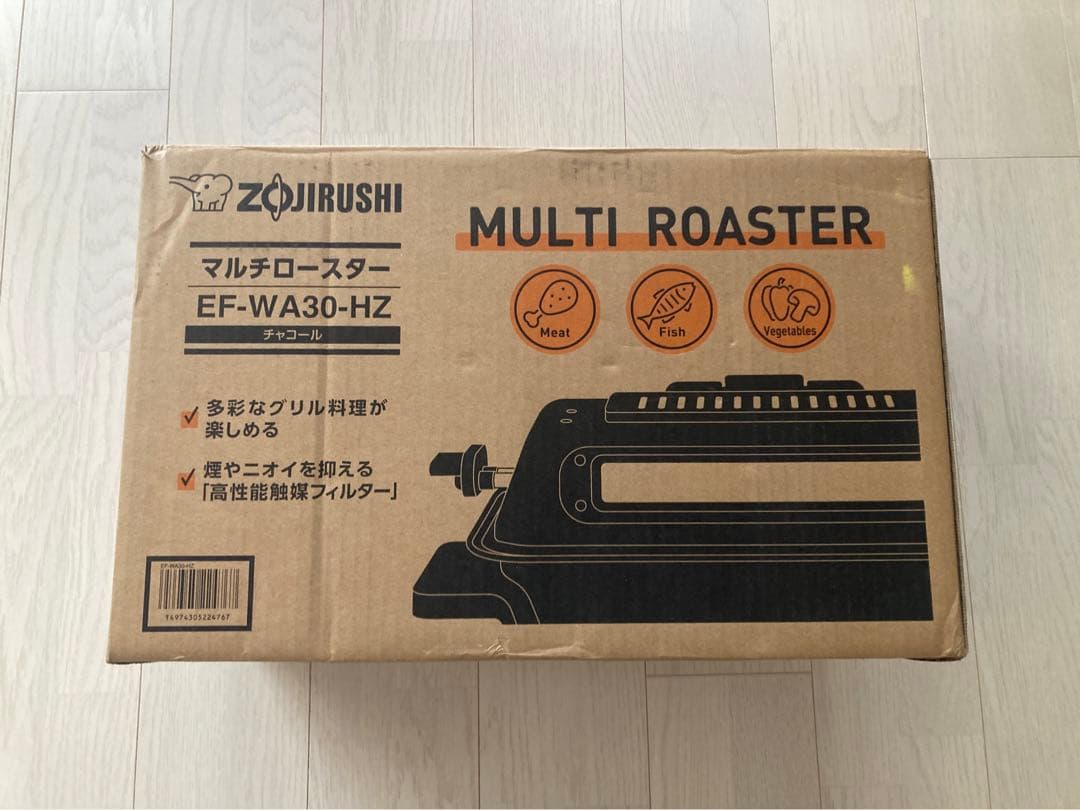 ZOJIRUSHI
マルチロースター
EF-WA30-HZ
チャコール
多彩なグリル料理が
楽しめる
煙やニオイを抑える
「高性能触媒フィルター」
MULTI ROASTER
Meat
Fish
Vegetables
EF-WA30-HZ
4974305224767